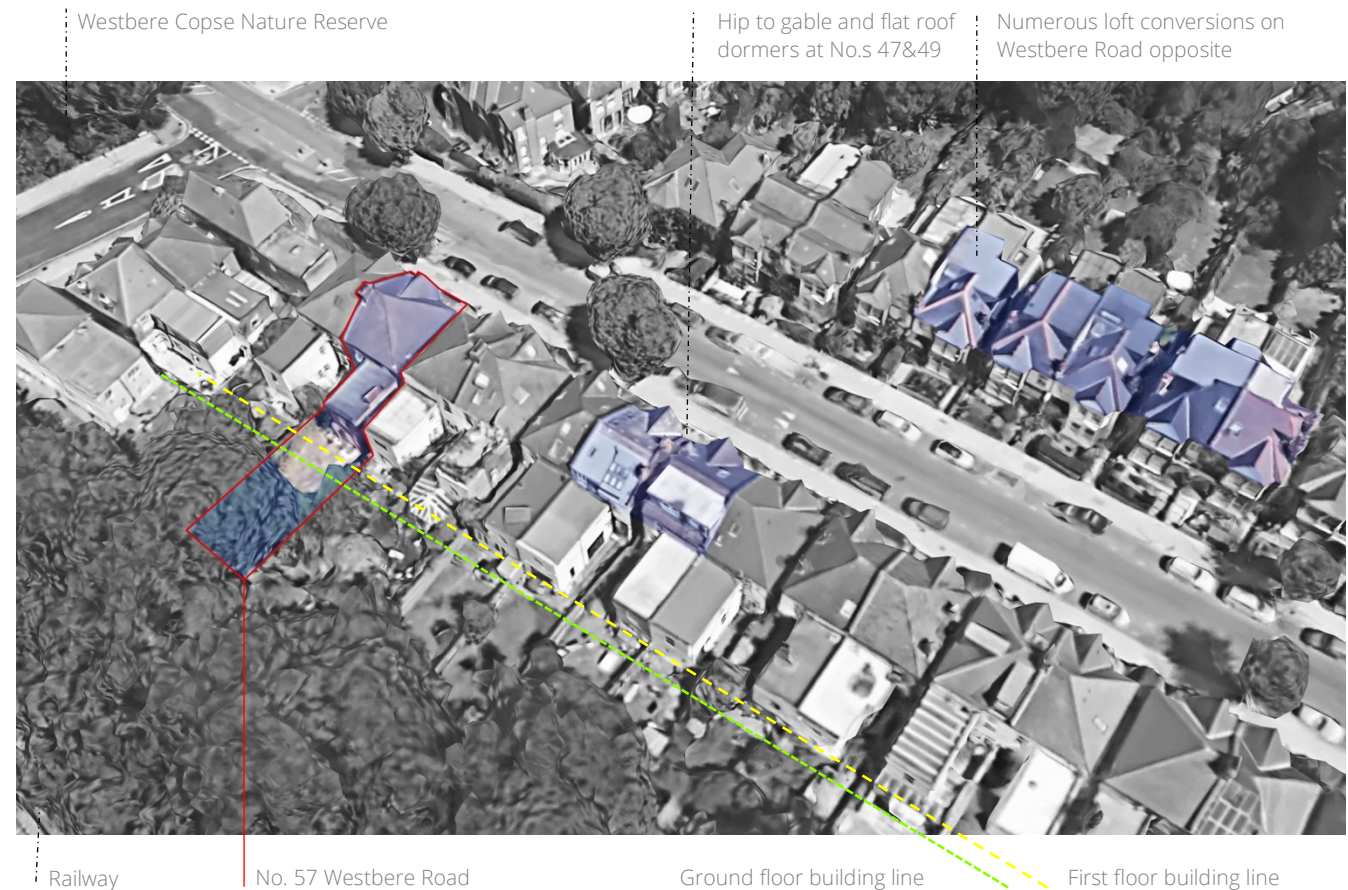 Westbere Copse Nature Reserve
Hip to gable and flat roof
dormers at No.s 47&49
Numerous loft conversions on
Westbere Road opposite
Railway
No. 57 Westbere Road
Ground floor building line
First floor building line